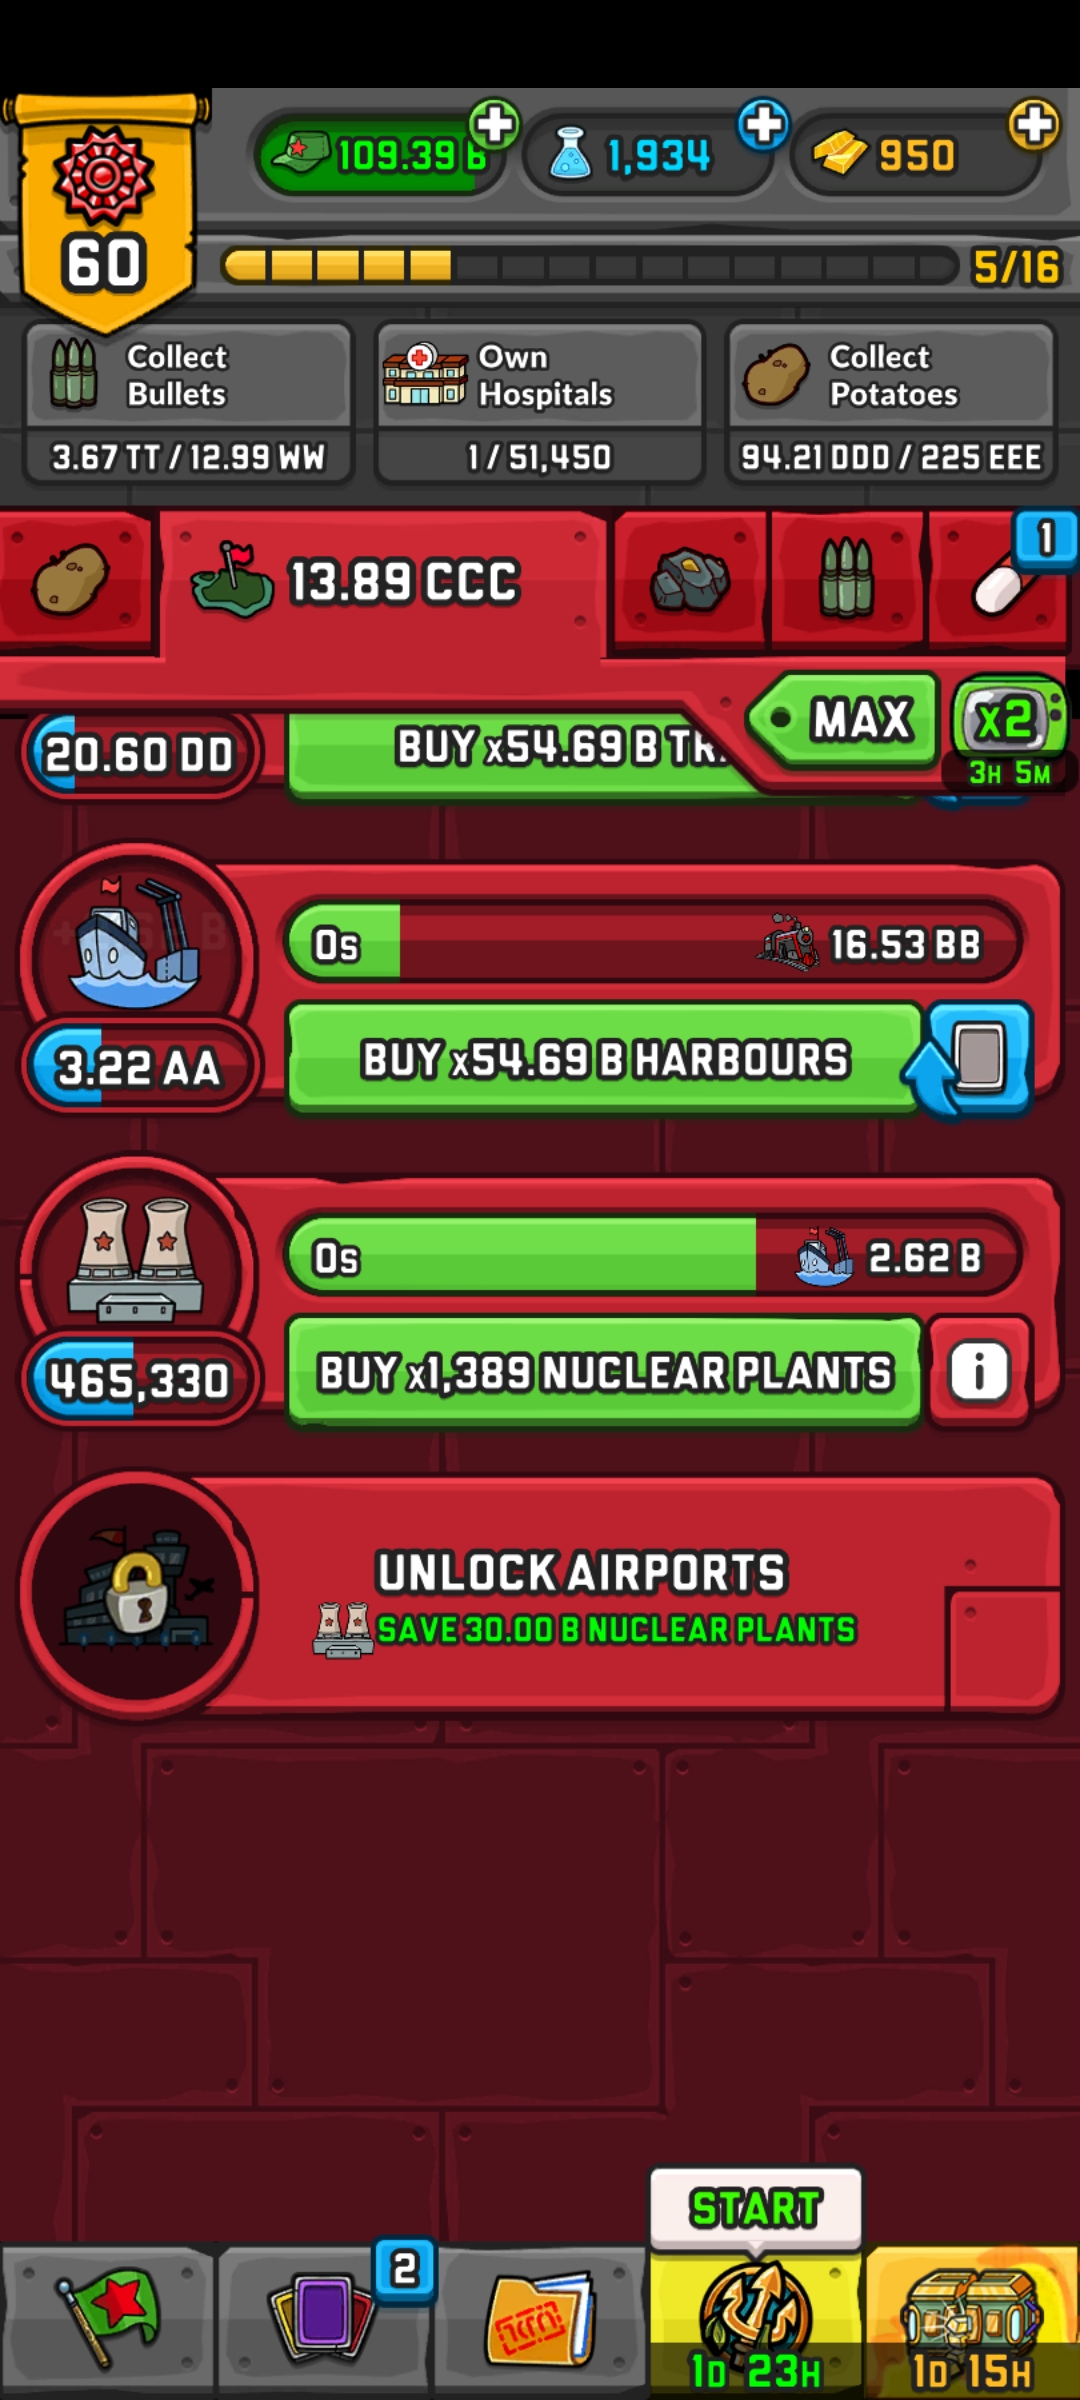 60
109.39 B
1,934
950
5/16
Collect
Bullets
3.67 TT / 12.99 WW
Own
Hospitals
1 / 51,450
Collect
Potatoes
94.21 DDD / 225 EEE
13.89 CCC
1
MAX
x2
3H 5M
20.60 DD
BUY x54.69 B
0s
16.53 BB
3.22 AA
BUY x54.69 B HARBOURS
0s
2.62 B
465,330
BUY x1,389 NUCLEAR PLANTS
i
UNLOCK AIRPORTS
SAVE 30.00 B NUCLEAR PLANTS
START
2
1D 23H
1D 15H